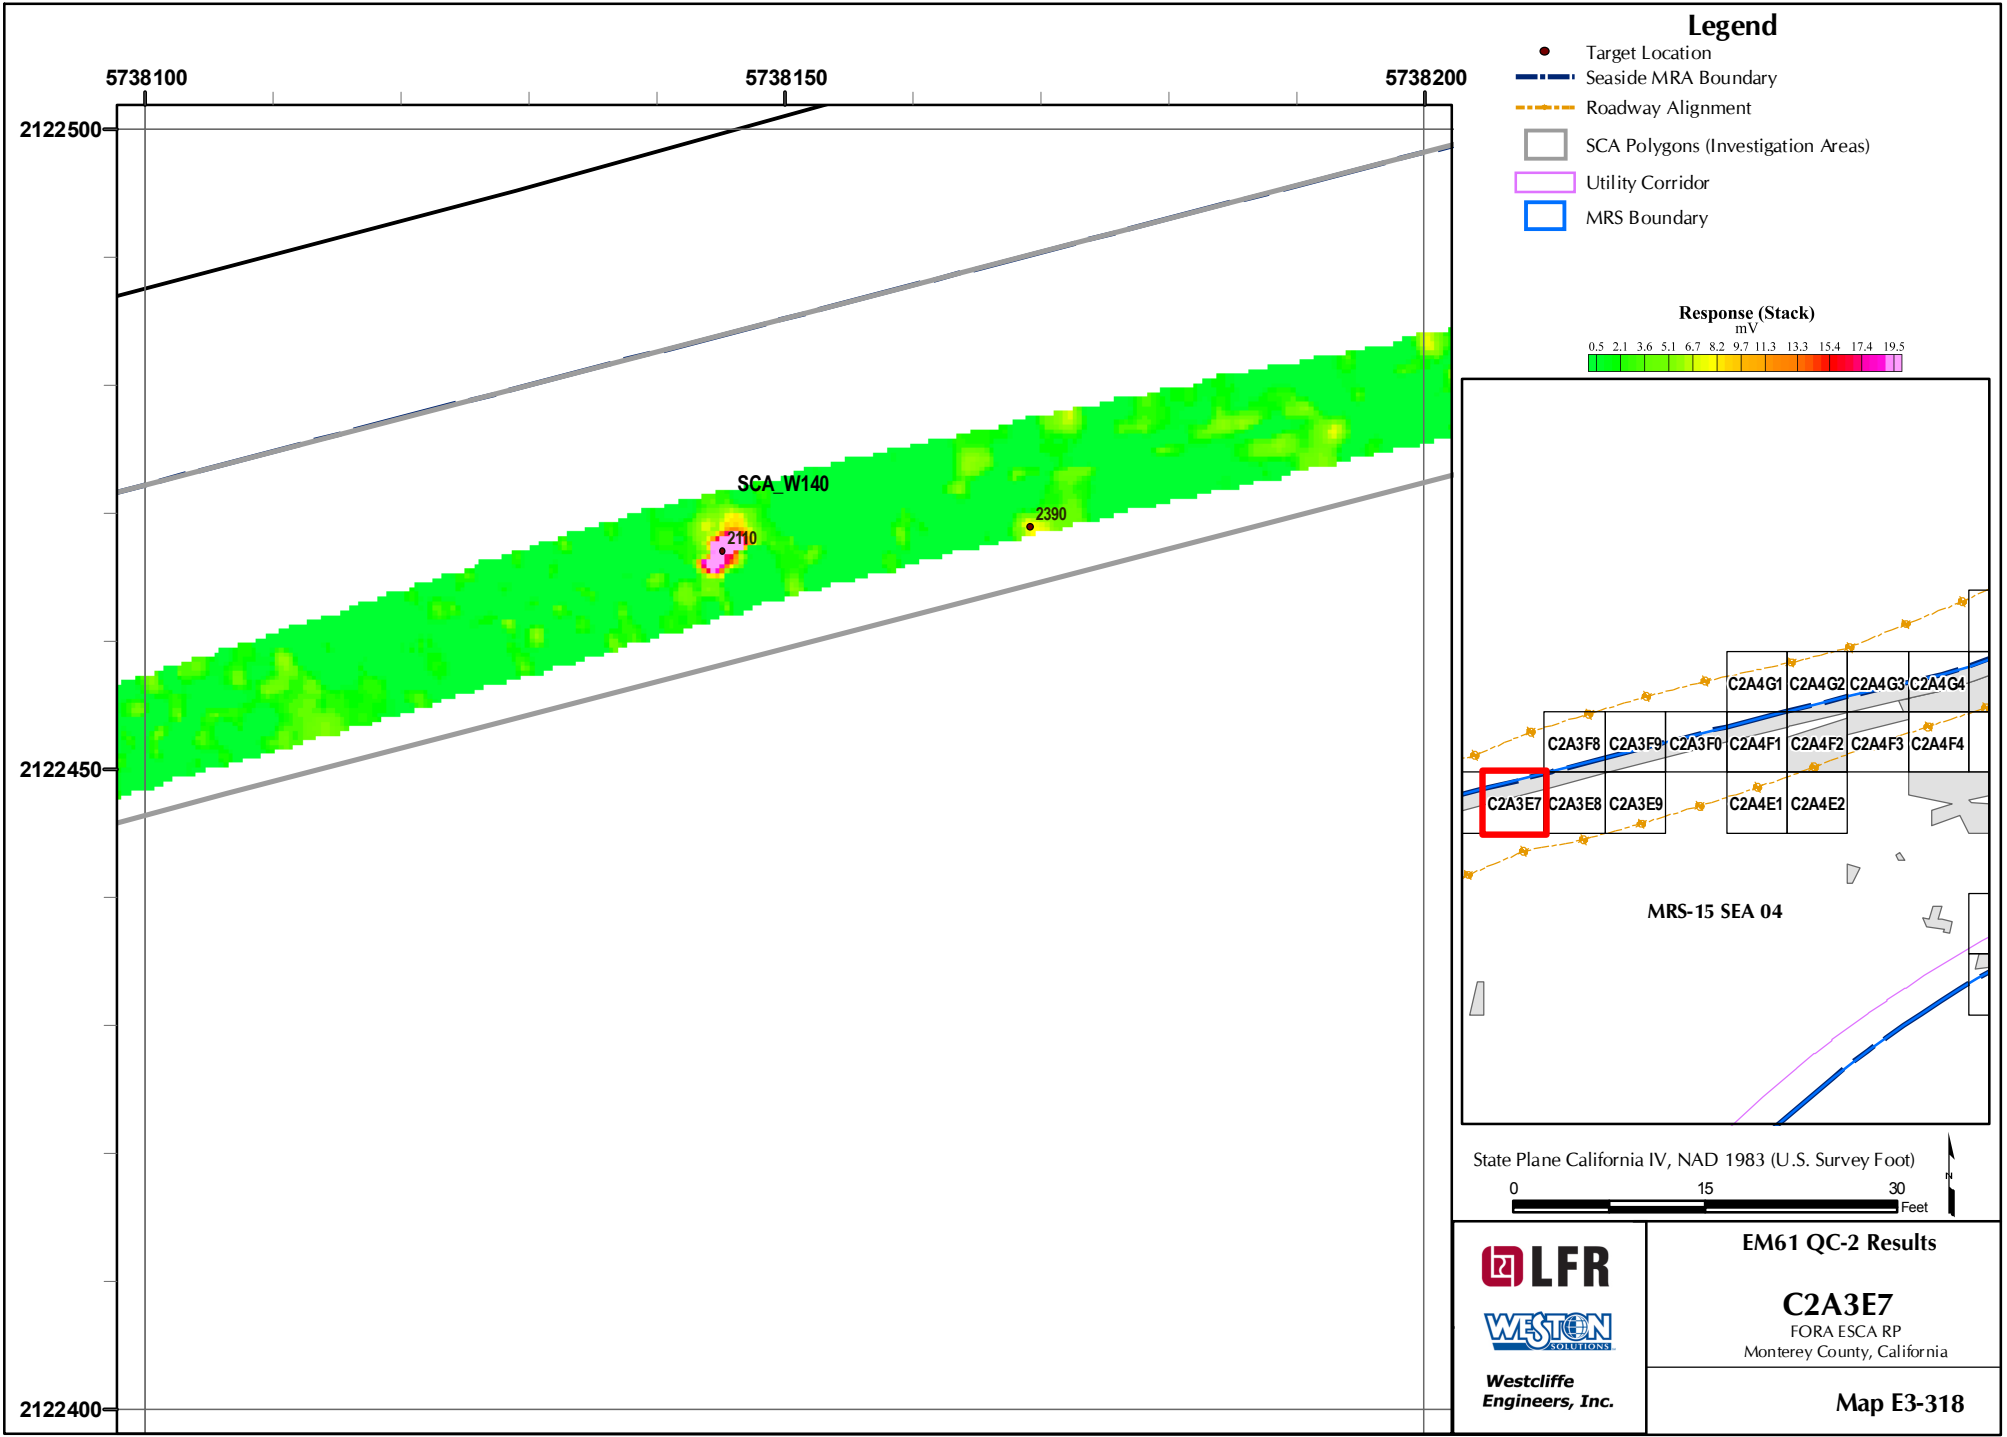 Legend
Target Location
Seaside MRA Boundary
Roadway Alignment
SCA Polygons (Investigation Areas)
Utility Corridor
MRS Boundary
5738100 5738150 5738200
2122500
2122450
2122400
SCA_W140
2110
2390
Response (Stack)
mV
0.5 2.1 3.6 5.1 6.7 8.2 9.7 11.3 13.3 15.4 17.4 19.5
C2A4G1 C2A4G2 C2A4G3 C2A4G4
C2A3F8 C2A3F9 C2A3F0 C2A4F1 C2A4F2 C2A4F3 C2A4F4
C2A3E7 C2A3E8 C2A3E9 C2A4E1 C2A4E2
MRS-15 SEA 04
State Plane California IV, NAD 1983 (U.S. Survey Foot)
0 15 30
Feet
N
LFR
WESTON
SOLUTIONS
Westcliffe
Engineers, Inc.
EM61 QC-2 Results
C2A3E7
FORA ESCA RP
Monterey County, California
Map E3-318